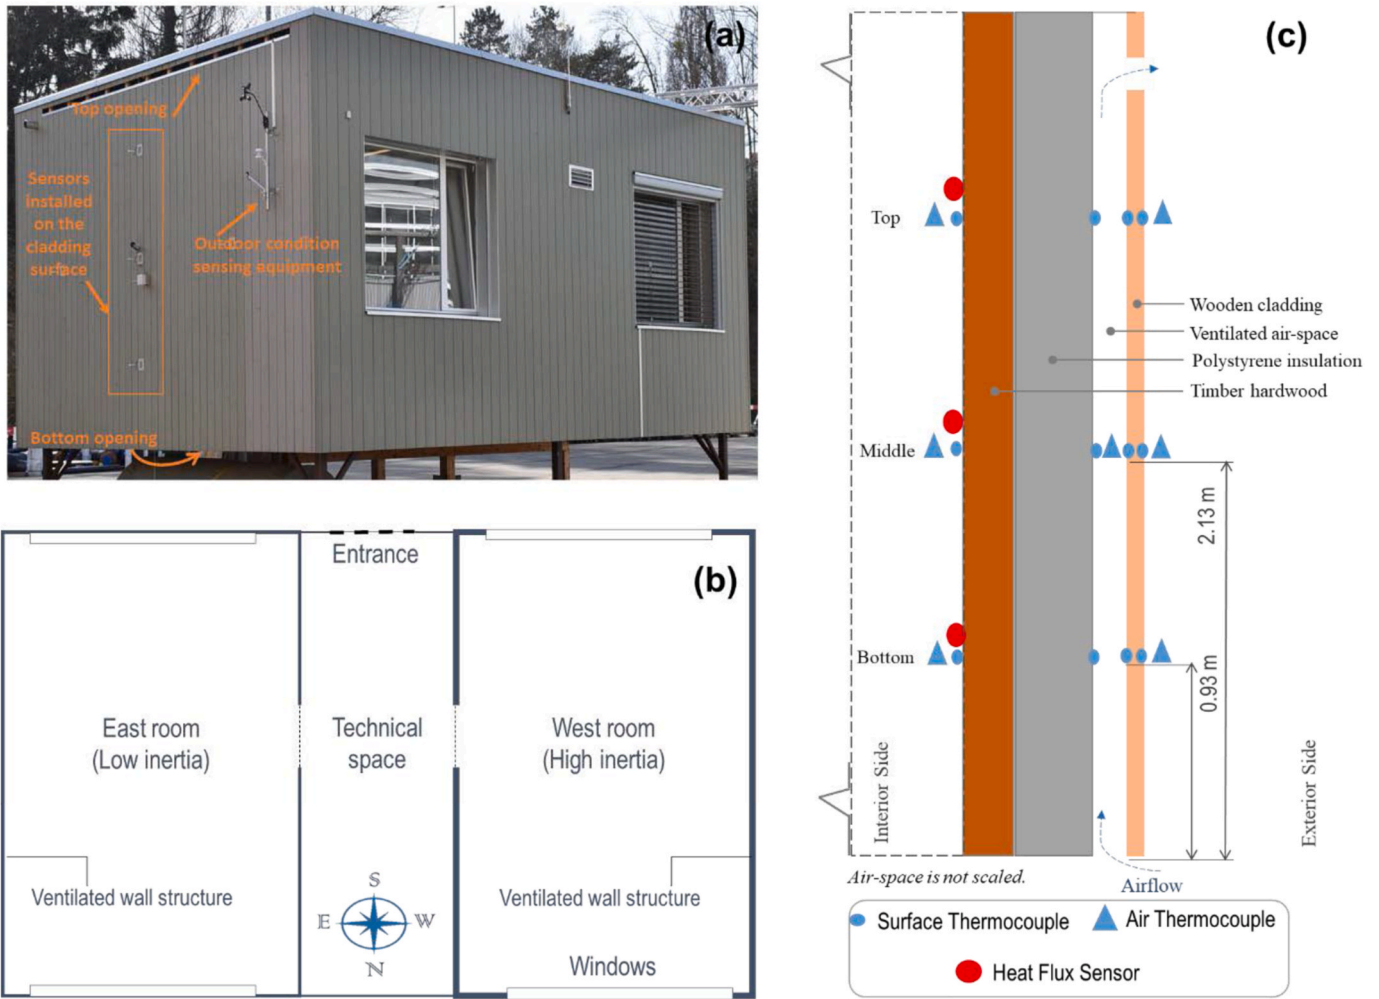 (a)
Top opening
Sensors
installed
on the
cladding
surface
Outdoor condition
sensing equipment
Bottom opening
Entrance
(b)
East room
(Low inertia)
Technical
space
West room
(High inertia)
Ventilated wall structure
Ventilated wall structure
S
E
W
N
Windows
(c)
Top
Wooden cladding
Ventilated air-space
Polystyrene insulation
Timber hardwood
Middle
2.13 m
Bottom
0.93 m
Interior Side
Exterior Side
Air-space is not scaled.
Airflow
Surface Thermocouple
Air Thermocouple
Heat Flux Sensor